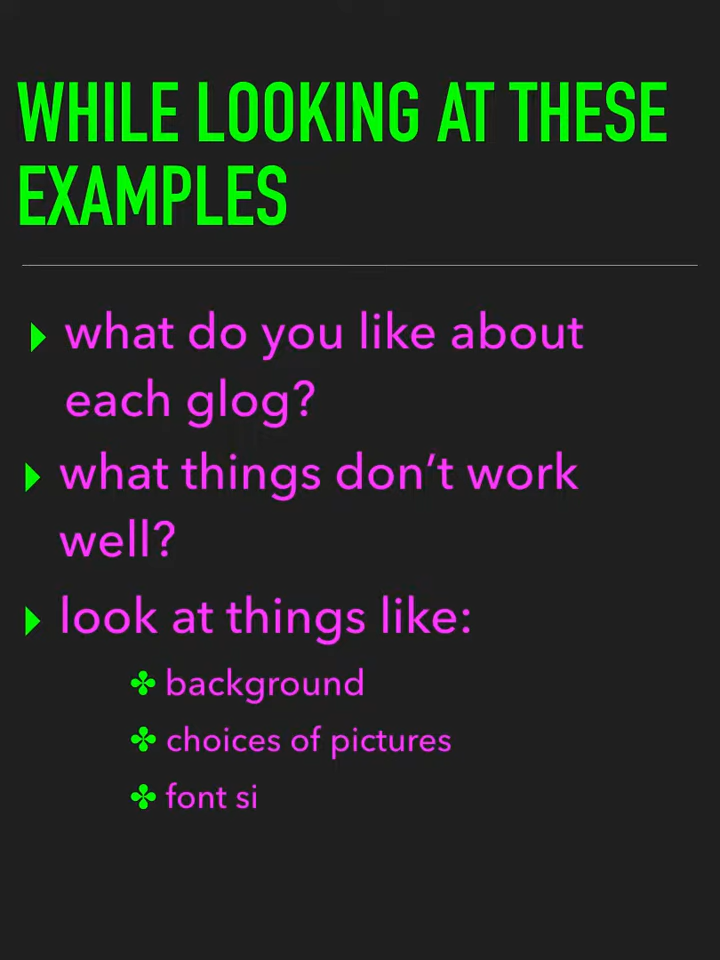 WHILE LOOKING AT THESE
EXAMPLES
what do you like about
each glog?
what things don’t work
well?
look at things like:
background
choices of pictures
font si